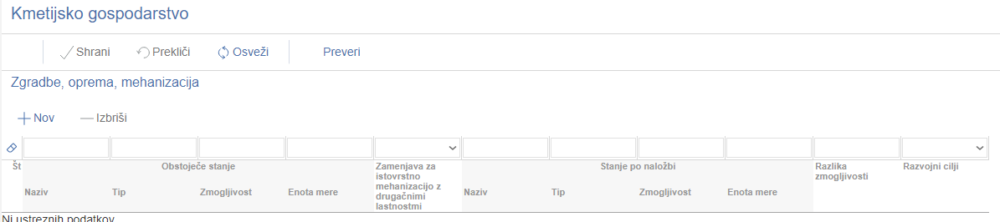 Kmetijsko gospodarstvo
Shrani Prekliči Osveži Preveri
Zgradbe, oprema, mehanizacija
Nov Izbriši
Št Obstoječe stanje Zamenjava za istovrstno mehanizacijo z drugačnimi lastnostmi Stanje po naložbi Razlika zmogljivosti Razvojni cilji
Naziv Tip Zmogljivost Enota mere Naziv Tip Zmogljivost Enota mere
Ni ustreznih podatkov